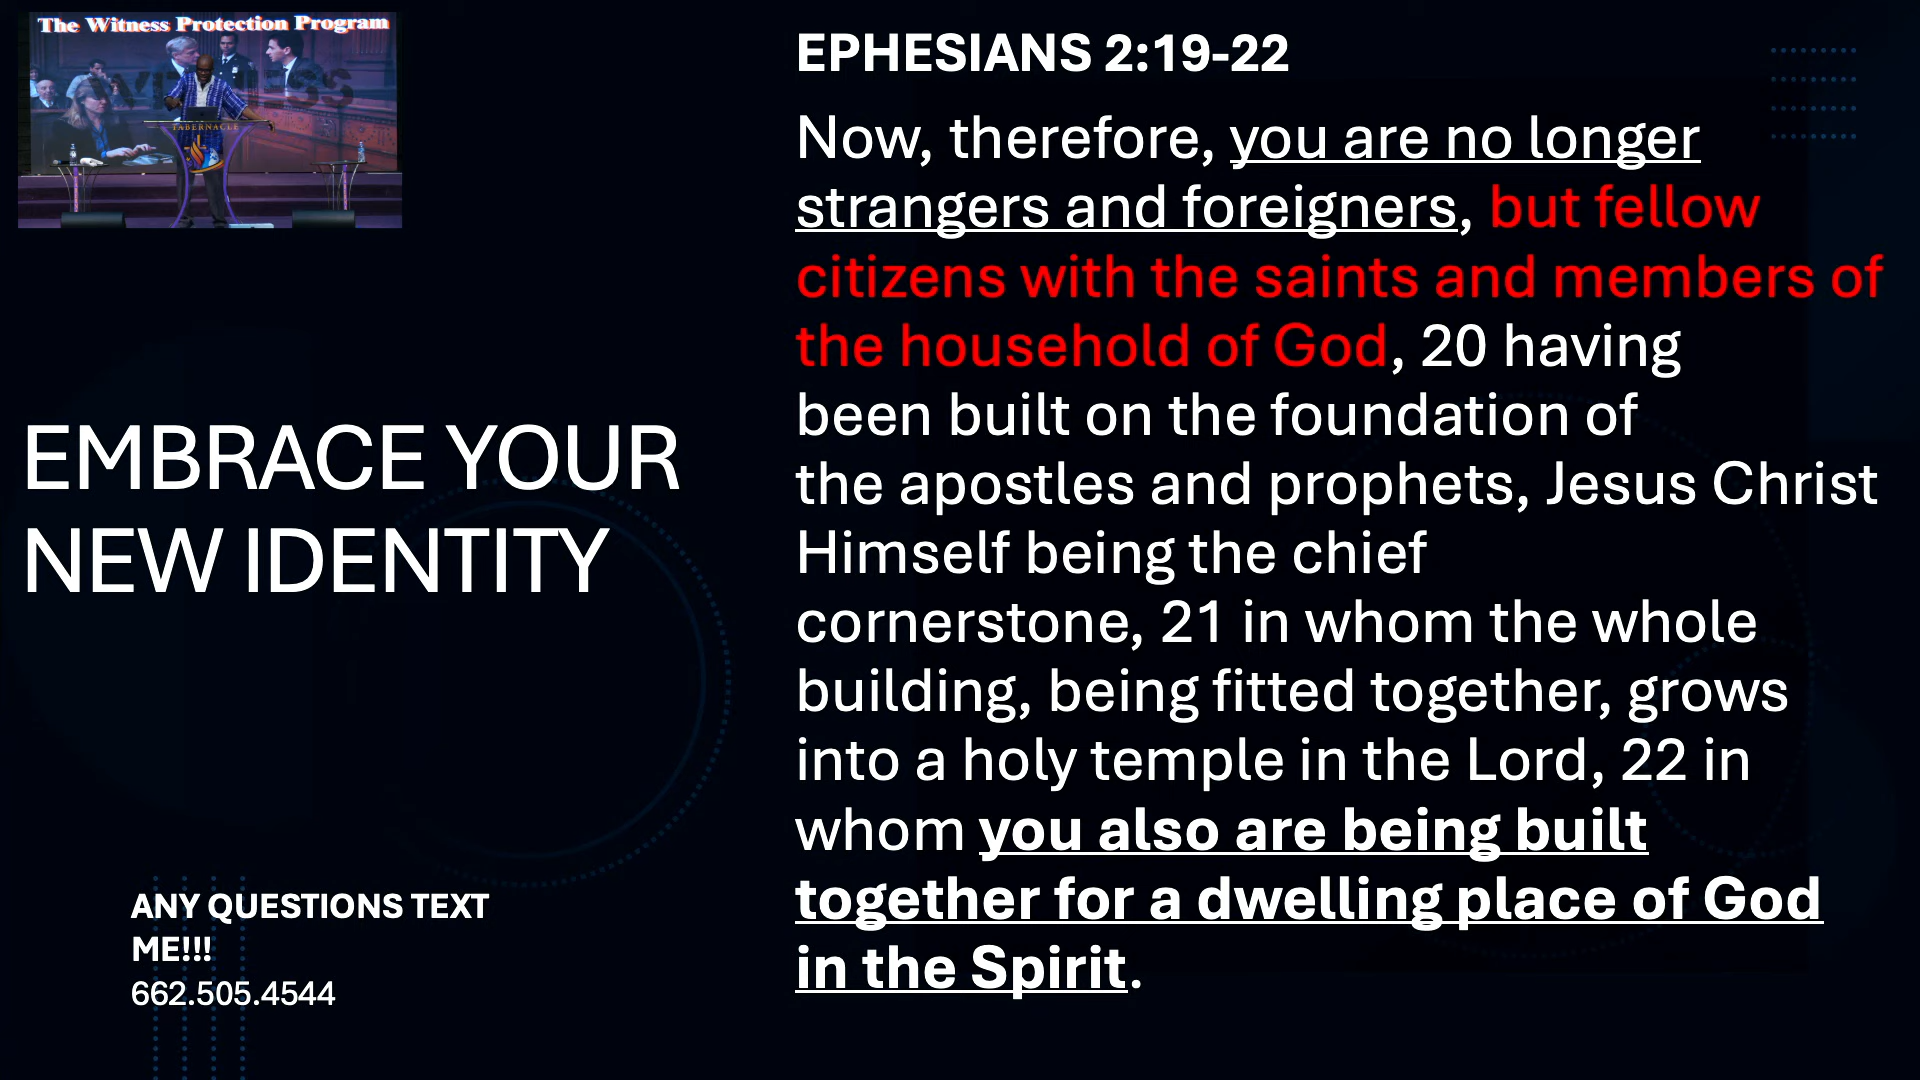 The Witness Protection Program
WITNESS
TABERNACLE
EMBRACE YOUR
NEW IDENTITY
ANY QUESTIONS TEXT
ME!!!
662.505.4544
EPHESIANS 2:19-22
Now, therefore, you are no longer
strangers and foreigners, but fellow
citizens with the saints and members of
the household of God, 20 having
been built on the foundation of
the apostles and prophets, Jesus Christ
Himself being the chief
cornerstone, 21 in whom the whole
building, being fitted together, grows
into a holy temple in the Lord, 22 in
whom you also are being built
together for a dwelling place of God
in the Spirit.